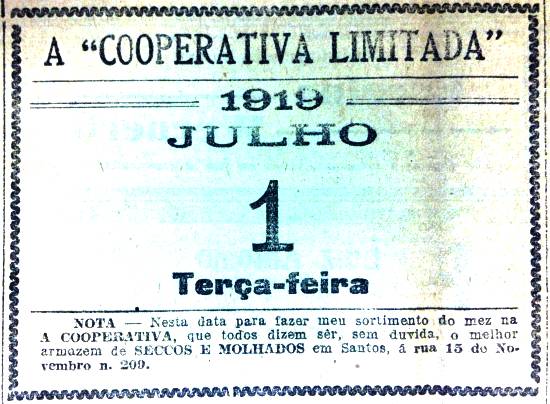 A "COOPERATIVA LIMITADA"
1919
JULHO
1
Terça-feira
NOTA — Nesta data para fazer meu sortimento do mez na
A COOPERATIVA, que todos dizem sêr, sem duvida, o melhor
armazem de SECCOS E MOLHADOS em Santos, á rua 15 de No-
vembro n. 209.